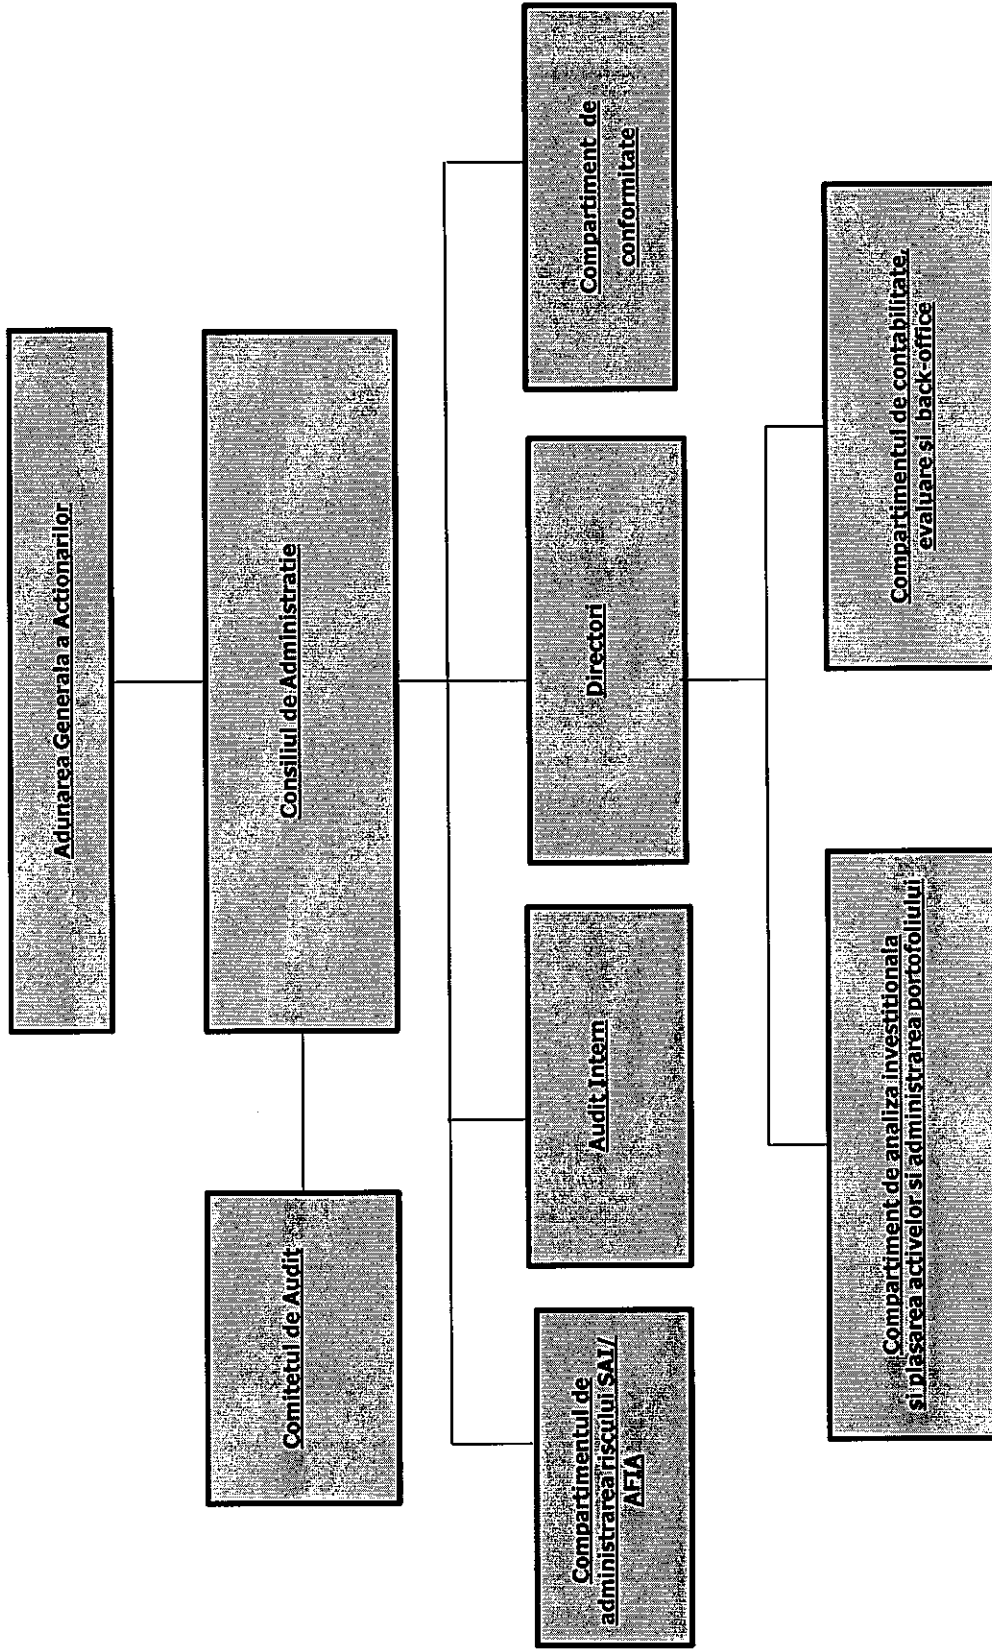 Adunarea Generala a Actionarilor
Comitetul de Audit
Consiliul de Administratie
Compartimentul de
administrarea riscului SAI/
AFIA
Audit Intern
Directori
Compartiment de
conformitate
Compartiment de analiza investitionala
si plasarea activelor si administrarea portofoliului
Compartimentul de contabilitate,
evaluare si back-office